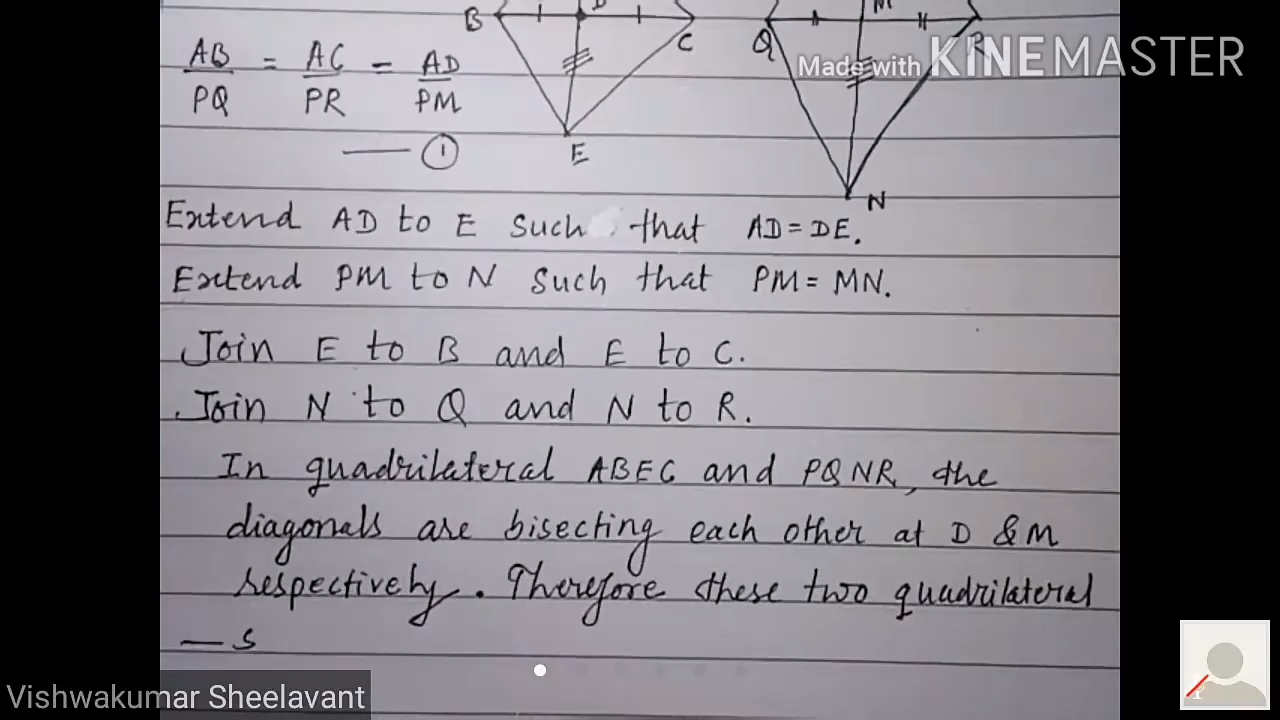 B D C
Q M R
Made with KINEMASTER
AB/PQ = AC/PR = AD/PM
— ①
E
N
Extend AD to E such that AD = DE.
Extend PM to N such that PM = MN.
Join E to B and E to C.
Join N to Q and N to R.
In quadrilateral ABEC and PQNR, the
diagonals are bisecting each other at D & M
respectively. Therefore these two quadrilateral
— s
Vishwakumar Sheelavant